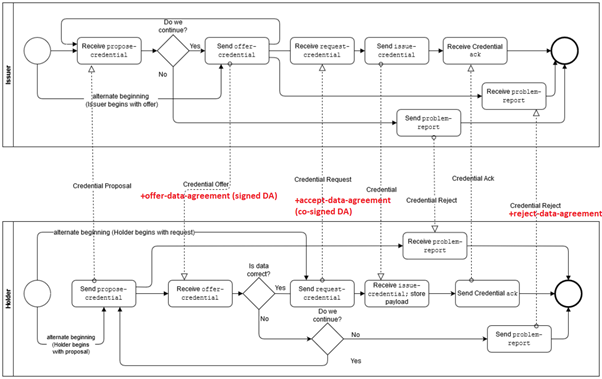 Do we
continue?
Receive propose-
credential
Yes
Send offer-
credential
Receive request-
credential
Send issue-
credential
Receive Credential
ack
No
Issuer
alternate beginning
(Issuer begins with offer)
Receive problem-
report
Send problem-
report
Credential Proposal
Credential Offer
+offer-data-agreement (signed DA)
Credential Request
+accept-data-agreement
(co-signed DA)
Credential
Credential Ack
Credential Reject
Credential Reject
+reject-data-agreement
alternate beginning (Holder begins with request)
Receive problem-
report
Is data
correct?
Send propose-
credential
Receive offer-
credential
Yes
Send request-
credential
Receive issue-
credential; store
payload
Send Credential ack
Holder
No
Do we
continue?
alternate beginning
(Holder begins
with proposal)
No
Send problem-
report
Yes